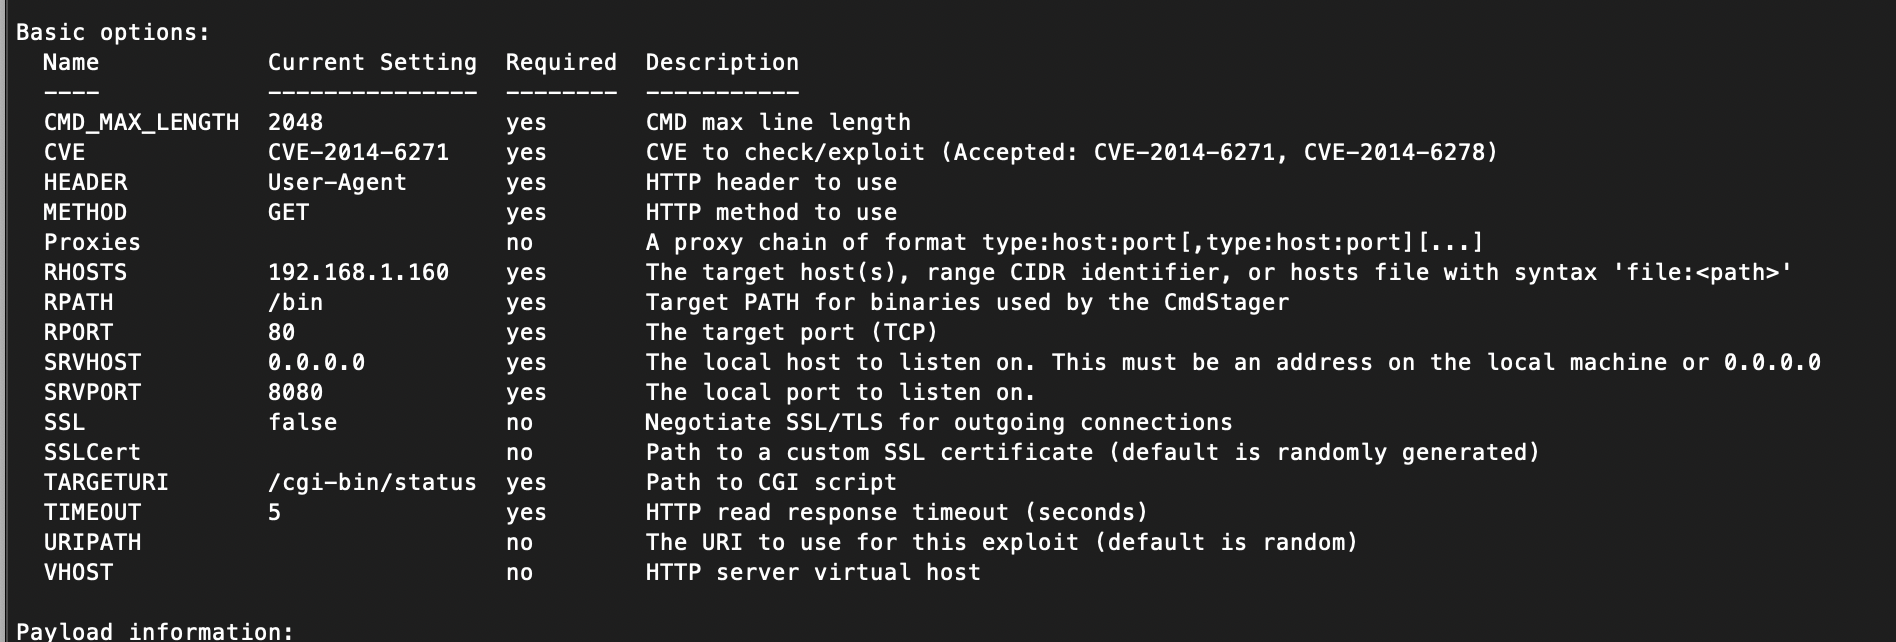 Basic options:
Name Current Setting Required Description
---- --------------- -------- -----------
CMD_MAX_LENGTH 2048 yes CMD max line length
CVE CVE-2014-6271 yes CVE to check/exploit (Accepted: CVE-2014-6271, CVE-2014-6278)
HEADER User-Agent yes HTTP header to use
METHOD GET yes HTTP method to use
Proxies no A proxy chain of format type:host:port[,type:host:port][...]
RHOSTS 192.168.1.160 yes The target host(s), range CIDR identifier, or hosts file with syntax 'file:<path>'
RPATH /bin yes Target PATH for binaries used by the CmdStager
RPORT 80 yes The target port (TCP)
SRVHOST 0.0.0.0 yes The local host to listen on. This must be an address on the local machine or 0.0.0.0
SRVPORT 8080 yes The local port to listen on.
SSL false no Negotiate SSL/TLS for outgoing connections
SSLCert no Path to a custom SSL certificate (default is randomly generated)
TARGETURI /cgi-bin/status yes Path to CGI script
TIMEOUT 5 yes HTTP read response timeout (seconds)
URIPATH no The URI to use for this exploit (default is random)
VHOST no HTTP server virtual host
Payload information: